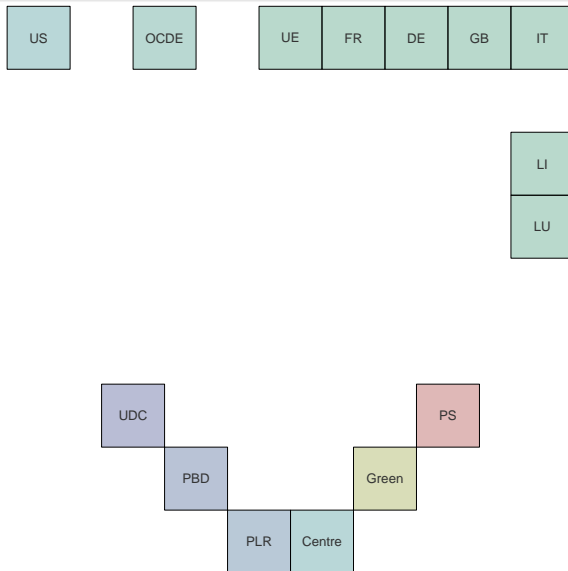 US OCDE UE FR DE GB IT
LI
LU
UDC PS
PBD Green
PLR Centre